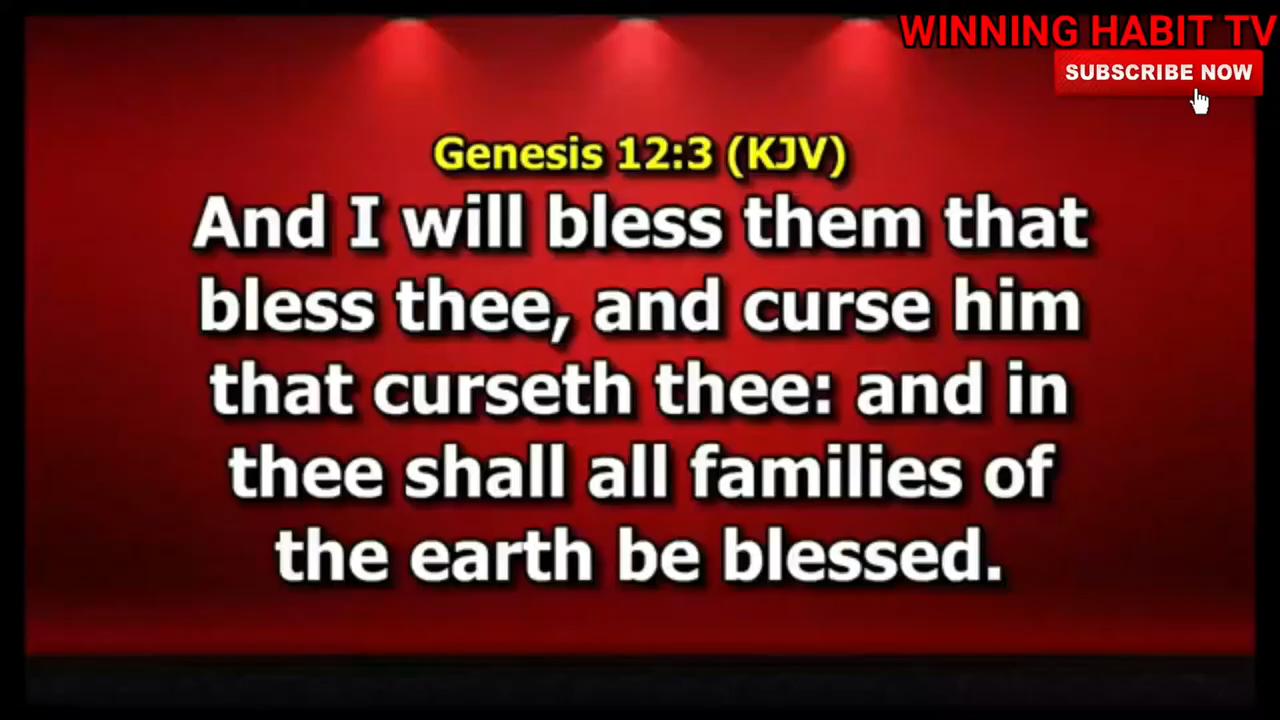 WINNING HABIT TV
SUBSCRIBE NOW
Genesis 12:3 (KJV)
And I will bless them that
bless thee, and curse him
that curseth thee: and in
thee shall all families of
the earth be blessed.